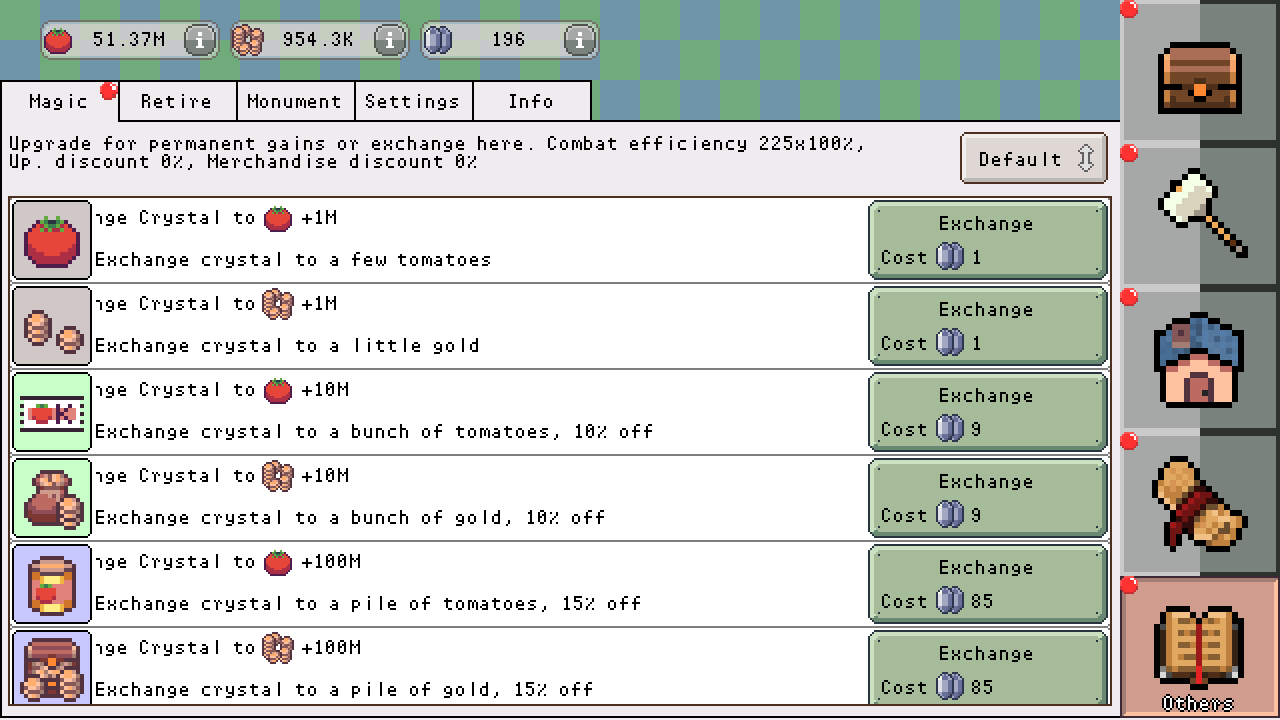 51.37M 954.3K 196
Magic Retire Monument Settings Info
Upgrade for permanent gains or exchange here. Combat efficiency 225x100%,
Up. discount 0%, Merchandise discount 0%
Default
nge Crystal to +1M
Exchange crystal to a few tomatoes
Exchange
Cost 1
nge Crystal to +1M
Exchange crystal to a little gold
Exchange
Cost 1
nge Crystal to +10M
Exchange crystal to a bunch of tomatoes, 10% off
Exchange
Cost 9
nge Crystal to +10M
Exchange crystal to a bunch of gold, 10% off
Exchange
Cost 9
nge Crystal to +100M
Exchange crystal to a pile of tomatoes, 15% off
Exchange
Cost 85
nge Crystal to +100M
Exchange crystal to a pile of gold, 15% off
Exchange
Cost 85
Others